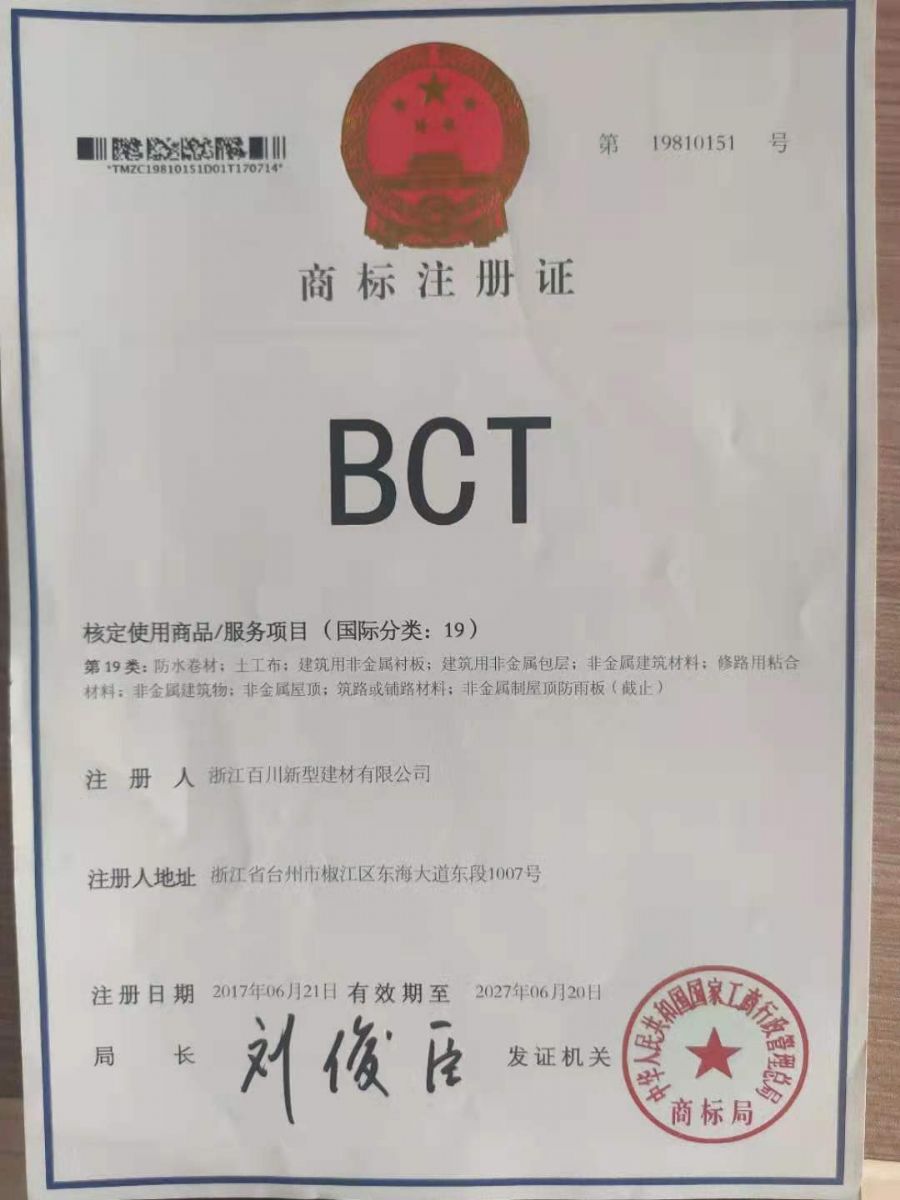 *TMZC19810151D01T170714*
第 19810151 号
商标注册证
BCT
核定使用商品/服务项目（国际分类：19）
第 19 类：防水卷材；土工布；建筑用非金属衬板；建筑用非金属包层；非金属建筑材料；修路用粘合
材料；非金属建筑物；非金属屋顶；筑路或铺路材料；非金属制屋顶防雨板（截止）
注册人 浙江百川新型建材有限公司
注册人地址 浙江省台州市椒江区东海大道东段1007号
注册日期 2017年06月21日 有效期至 2027年06月20日
局长 刘俊臣 发证机关
中华人民共和国国家工商行政管理总局
商标局